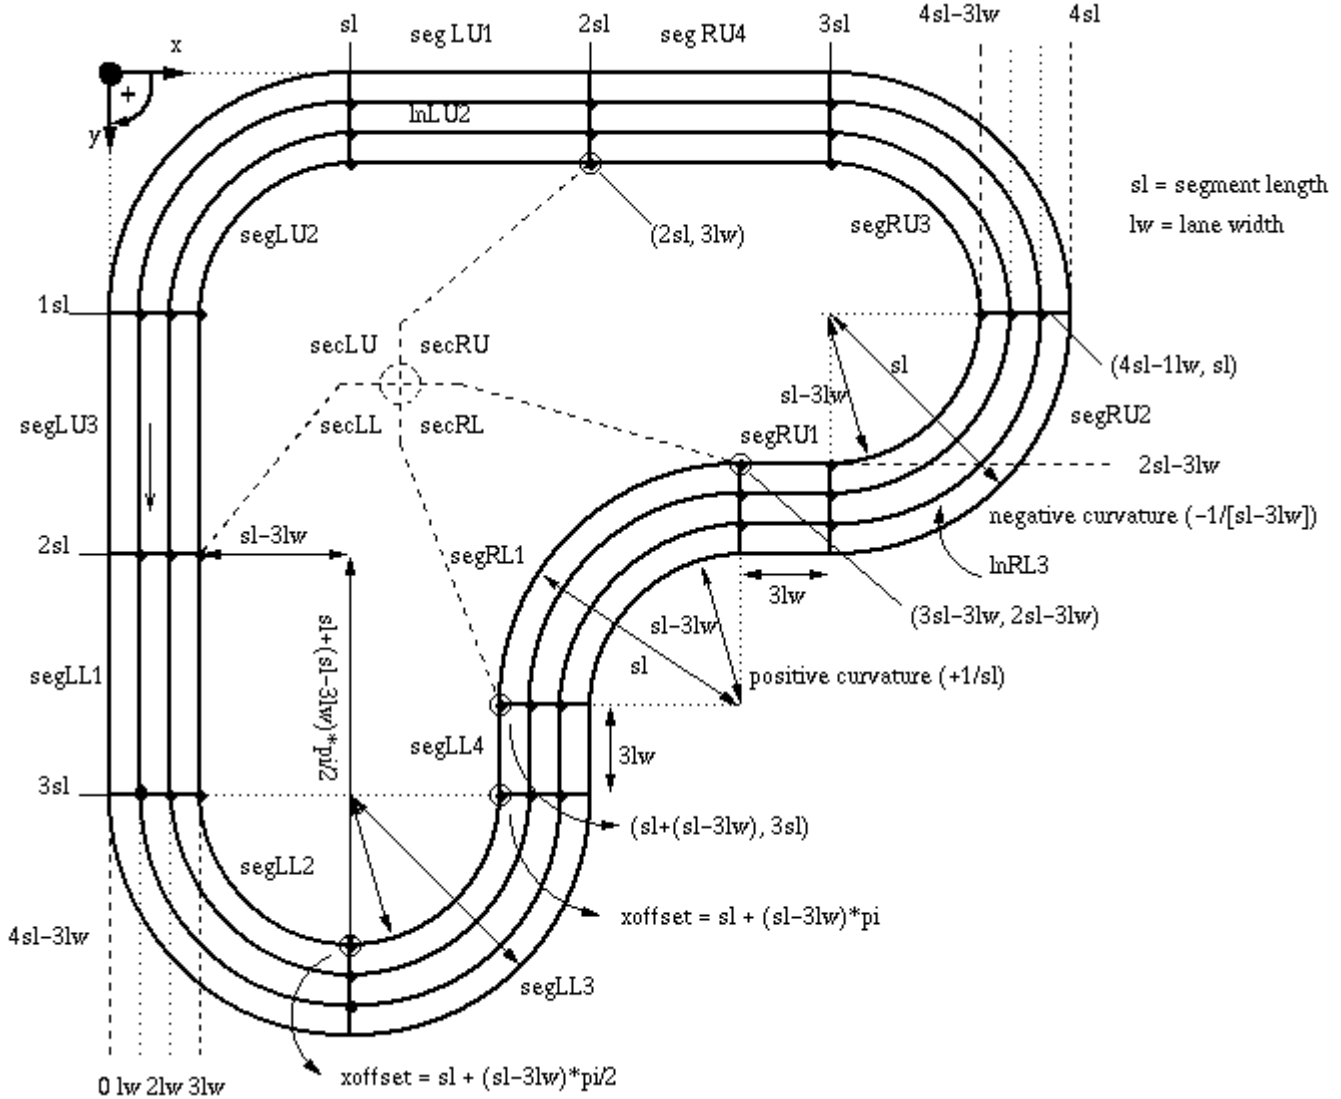 sl
seg LU1
2sl
seg RU4
3sl
4sl−3lw
4sl
x
+
y
lnLU2
sl = segment length
lw = lane width
segLU2
(2sl, 3lw)
segRU3
1sl
secLU
secRU
secLL
secRL
sl
sl−3lw
(4sl−1lw, sl)
segRU2
segLU3
segRU1
2sl−3lw
negative curvature (−1/[sl−3lw])
2sl
sl−3lw
segRL1
lnRL3
3lw
(3sl−3lw, 2sl−3lw)
sl−3lw
sl
positive curvature (+1/sl)
segLL1
sl+(sl−3lw)*pi/2
segLL4
3lw
3sl
(sl+(sl−3lw), 3sl)
segLL2
xoffset = sl + (sl−3lw)*pi
4sl−3lw
segLL3
xoffset = sl + (sl−3lw)*pi/2
0 lw 2lw 3lw